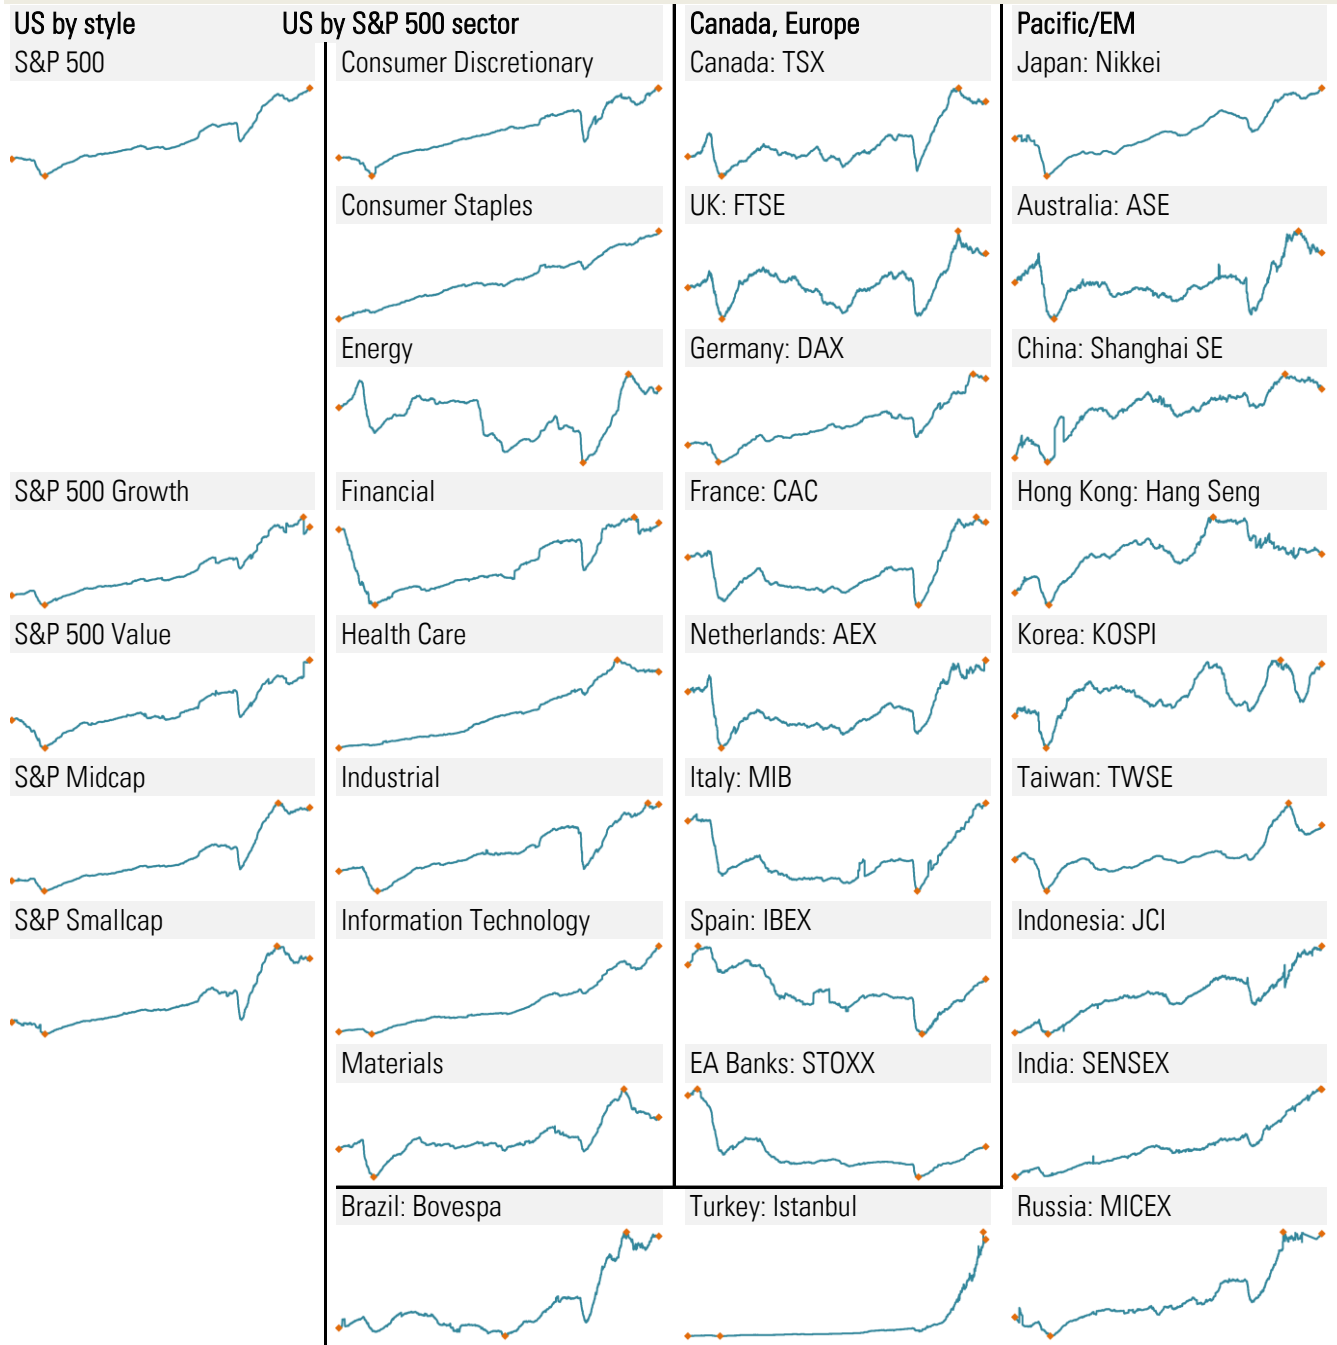 US by style
US by S&P 500 sector
Canada, Europe
Pacific/EM
S&P 500
Consumer Discretionary
Canada: TSX
Japan: Nikkei
Consumer Staples
UK: FTSE
Australia: ASE
Energy
Germany: DAX
China: Shanghai SE
S&P 500 Growth
Financial
France: CAC
Hong Kong: Hang Seng
S&P 500 Value
Health Care
Netherlands: AEX
Korea: KOSPI
S&P Midcap
Industrial
Italy: MIB
Taiwan: TWSE
S&P Smallcap
Information Technology
Spain: IBEX
Indonesia: JCI
Materials
EA Banks: STOXX
India: SENSEX
Brazil: Bovespa
Turkey: Istanbul
Russia: MICEX